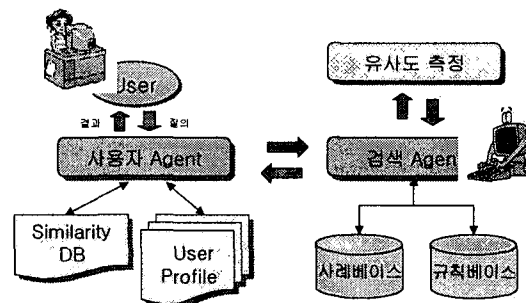 User
유사도 측정
결과
질의
사용자 Agent
검색 Agen
Similarity
DB
User
Profile
사례베이스
규칙베이스